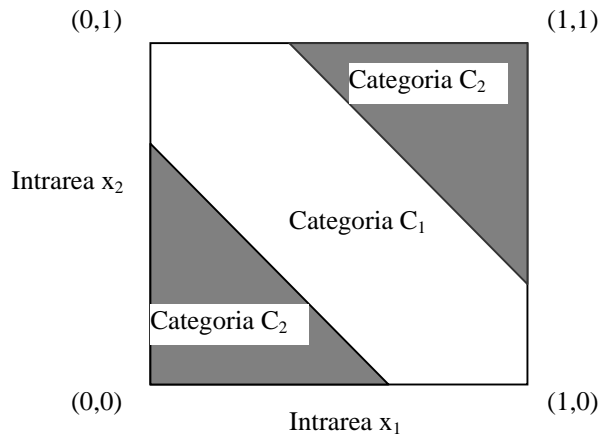 (0,1) (1,1)
Categoria C₂
Intrarea x₂
Categoria C₁
Categoria C₂
(0,0) (1,0)
Intrarea x₁